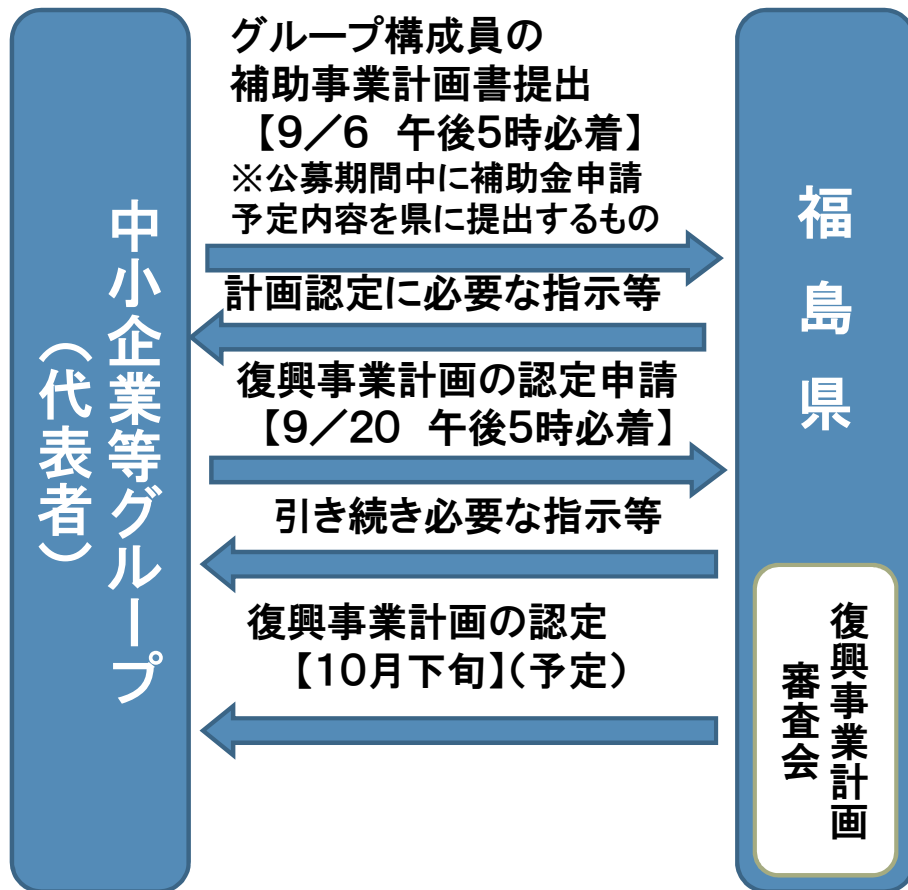 グループ構成員の
補助事業計画書提出
【9／6 午後5時必着】
※公募期間中に補助金申請
予定内容を県に提出するもの
計画認定に必要な指示等
復興事業計画の認定申請
【9／20 午後5時必着】
引き続き必要な指示等
復興事業計画の認定
【10月下旬】(予定)
中小企業等グループ
（代表者）
福島県
復興事業計画
審査会